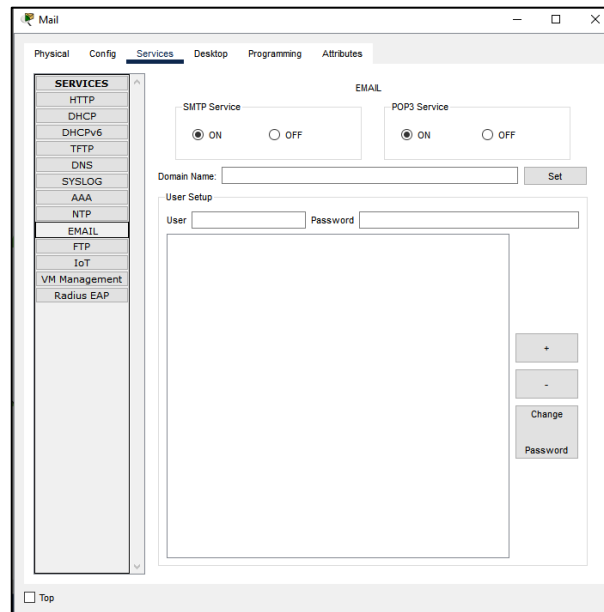 Mail
Physical Config Services Desktop Programming Attributes
SERVICES
HTTP
DHCP
DHCPv6
TFTP
DNS
SYSLOG
AAA
NTP
EMAIL
FTP
IoT
VM Management
Radius EAP
EMAIL
SMTP Service
ON OFF
POP3 Service
ON OFF
Domain Name: Set
User Setup
User Password
+
-
Change
Password
Top